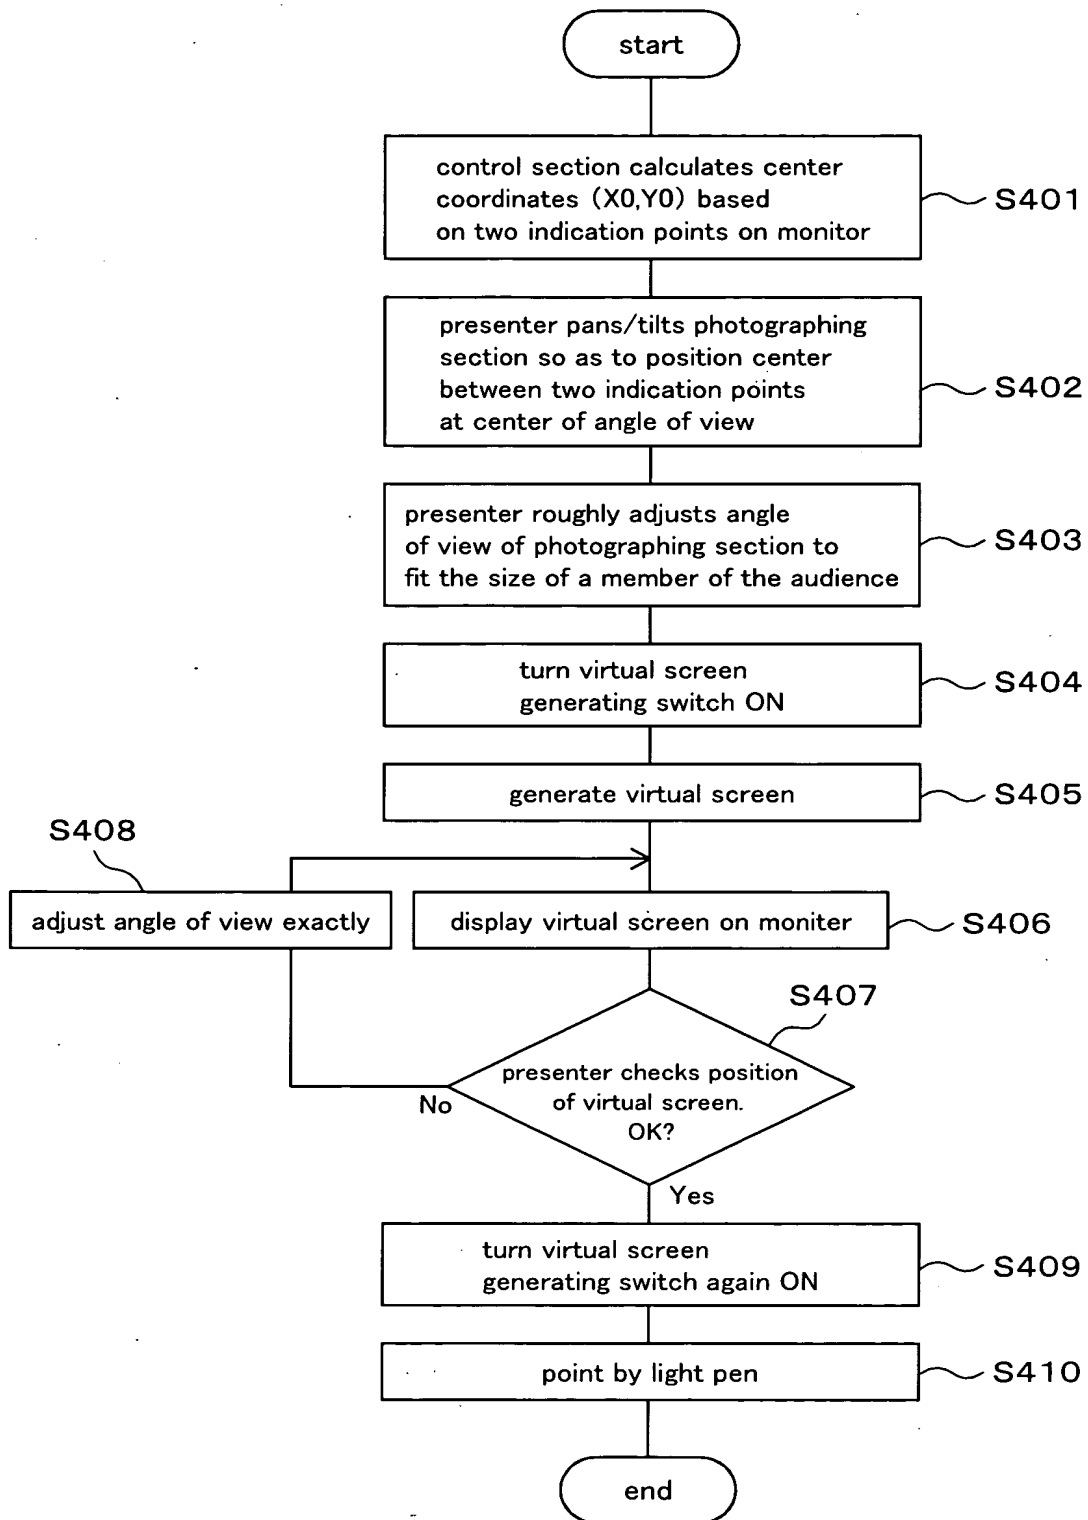 start
control section calculates center
coordinates (X0,Y0) based
on two indication points on monitor
S401
presenter pans/tilts photographing
section so as to position center
between two indication points
at center of angle of view
S402
presenter roughly adjusts angle
of view of photographing section to
fit the size of a member of the audience
S403
turn virtual screen
generating switch ON
S404
generate virtual screen
S405
S408
adjust angle of view exactly
display virtual screen on moniter
S406
S407
presenter checks position
of virtual screen.
OK?
No
Yes
turn virtual screen
generating switch again ON
S409
point by light pen
S410
end